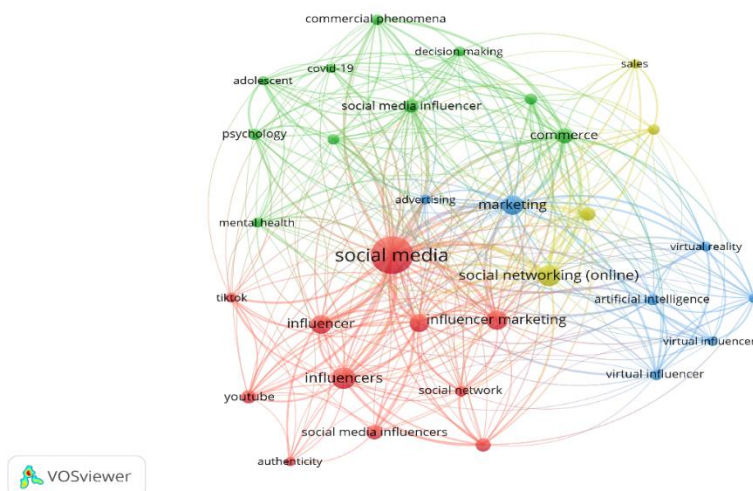 commercial phenomena
decision making
covid-19
sales
adolescent
social media influencer
psychology
commerce
advertising
marketing
mental health
virtual reality
social media
social networking (online)
tiktok
artificial intelligence
influencer
influencer marketing
virtual influencer
virtual influencer
influencers
youtube
social network
social media influencers
authenticity
VOSviewer